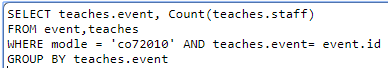 SELECT teaches.event, Count(teaches.staff)
FROM event,teaches
WHERE modle = 'co72010' AND teaches.event= event.id
GROUP BY teaches.event